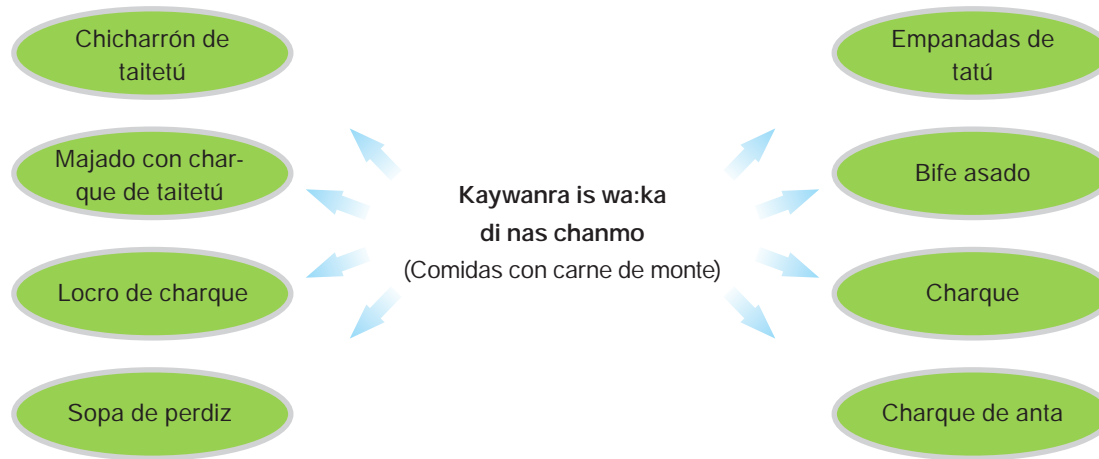 Chicharrón de
taitetú
Majado con char-
que de taitetú
Locro de charque
Sopa de perdiz
Kaywanra is wa:ka
di nas chanmo
(Comidas con carne de monte)
Empanadas de
tatú
Bife asado
Charque
Charque de anta